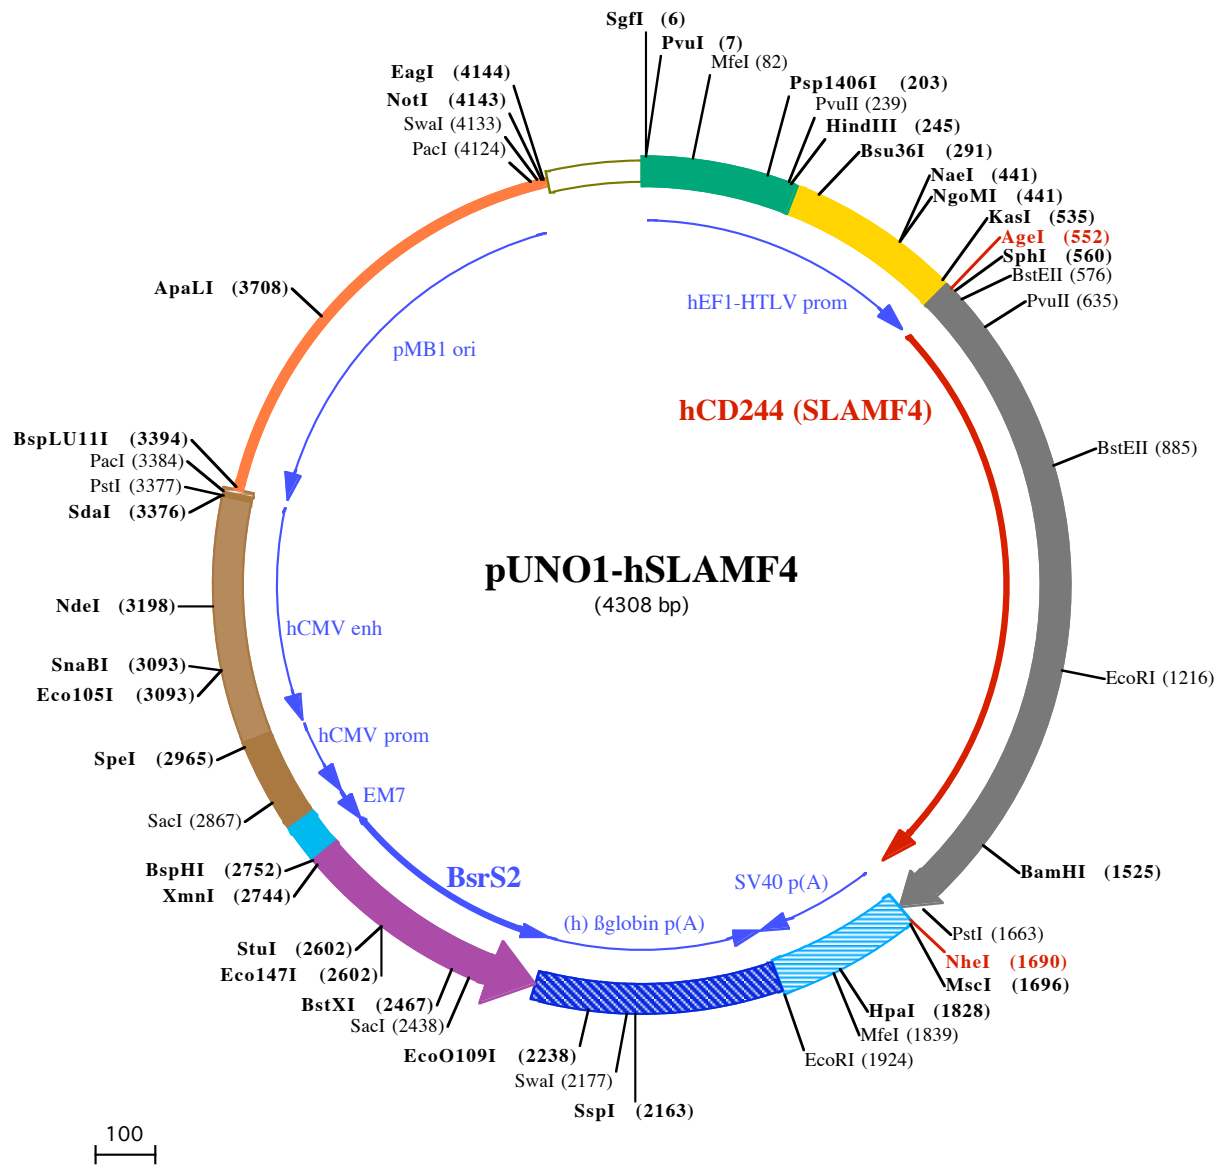 SgfI (6)
PvuI (7)
MfeI (82)
Psp1406I (203)
PvuII (239)
HindIII (245)
Bsu36I (291)
NaeI (441)
NgoMI (441)
KasI (535)
AgeI (552)
SphI (560)
BstEII (576)
PvuII (635)
BstEII (885)
EcoRI (1216)
BamHI (1525)
PstI (1663)
NheI (1690)
MscI (1696)
HpaI (1828)
MfeI (1839)
EcoRI (1924)
SspI (2163)
SwaI (2177)
EcoO109I (2238)
SacI (2438)
BstXI (2467)
Eco147I (2602)
StuI (2602)
XmnI (2744)
BspHI (2752)
SacI (2867)
SpeI (2965)
Eco105I (3093)
SnaBI (3093)
NdeI (3198)
SdaI (3376)
PstI (3377)
PacI (3384)
BspLU11I (3394)
ApaLI (3708)
PacI (4124)
SwaI (4133)
NotI (4143)
EagI (4144)
hEF1-HTLV prom
hCD244 (SLAMF4)
SV40 p(A)
(h) ßglobin p(A)
BsrS2
EM7
hCMV prom
hCMV enh
pMB1 ori
pUNO1-hSLAMF4
(4308 bp)
100